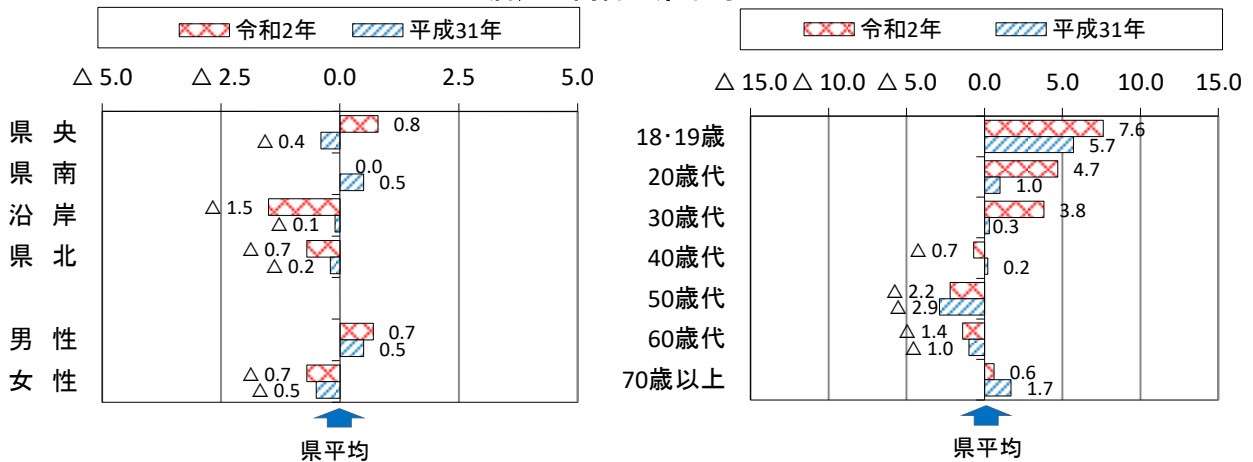 令和2年 平成31年
△ 5.0 △ 2.5 0.0 2.5 5.0
県 央 0.8
△ 0.4
県 南 0.0
0.5
沿 岸 △ 1.5
△ 0.1
県 北 △ 0.7
△ 0.2
男 性 0.7
0.5
女 性 △ 0.7
△ 0.5
県平均
令和2年 平成31年
△ 15.0 △ 10.0 △ 5.0 0.0 5.0 10.0 15.0
18･19歳 7.6
5.7
20歳代 4.7
1.0
30歳代 3.8
0.3
40歳代 △ 0.7
0.2
50歳代 △ 2.2
△ 2.9
60歳代 △ 1.4
△ 1.0
70歳以上 0.6
1.7
県平均